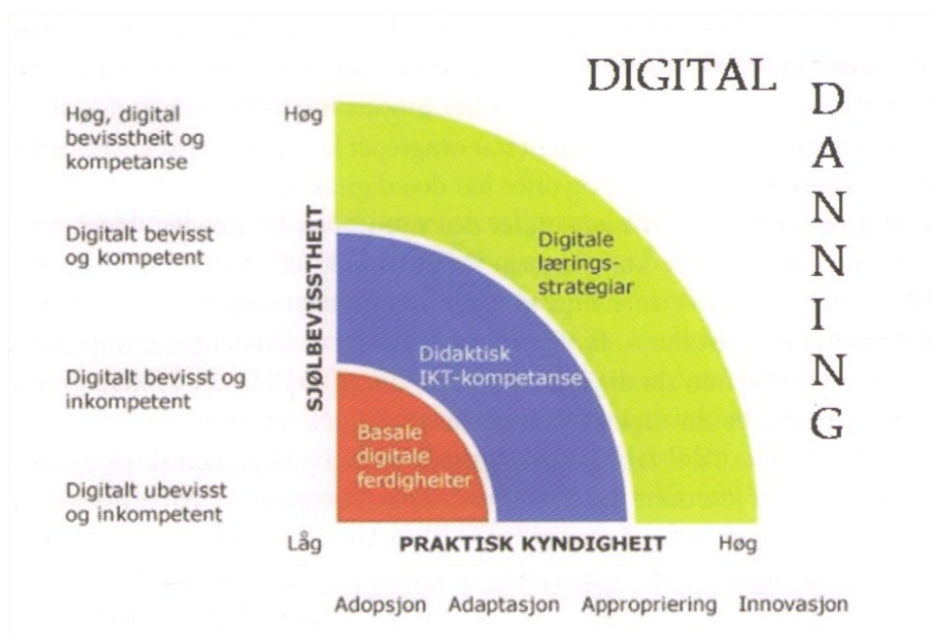 DIGITAL
DANNING
Høg, digital
bevisstheit og
kompetanse
Digitalt bevisst
og kompetent
Digitalt bevisst og
inkompetent
Digitalt ubevisst
og inkompetent
Høg
SJØLBEVISSTHEIT
Digitale
lærings-
strategiar
Didaktisk
IKT-kompetanse
Basale
digitale
ferdigheiter
Låg
PRAKTISK KYNDIGHEIT
Høg
Adopsjon Adaptasjon Appropriering Innovasjon